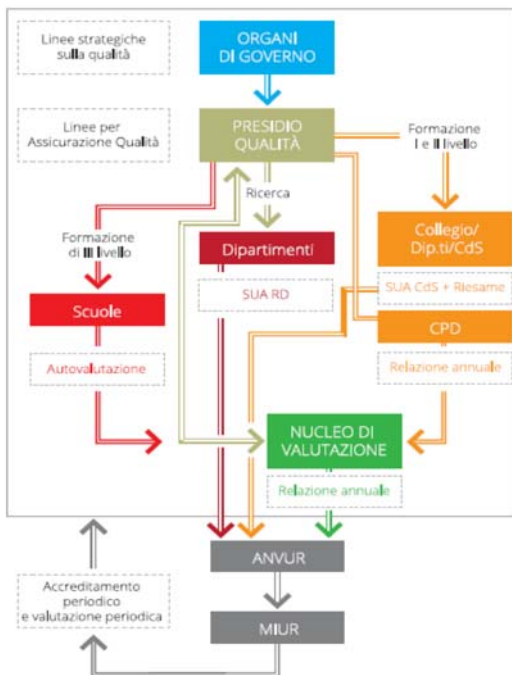 Linee strategiche
sulla qualità
ORGANI
DI GOVERNO
Linee per
Assicurazione Qualità
PRESIDIO
QUALITÀ
Formazione
I e II livello
Ricerca
Formazione
di III livello
Dipartimenti
Collegio/
Dip.ti/CdS
SUA RD
SUA CdS + Riesame
Scuole
CPD
Autovalutazione
Relazione annuale
NUCLEO DI
VALUTAZIONE
Relazione annuale
ANVUR
Accreditamento
periodico
e valutazione periodica
MIUR